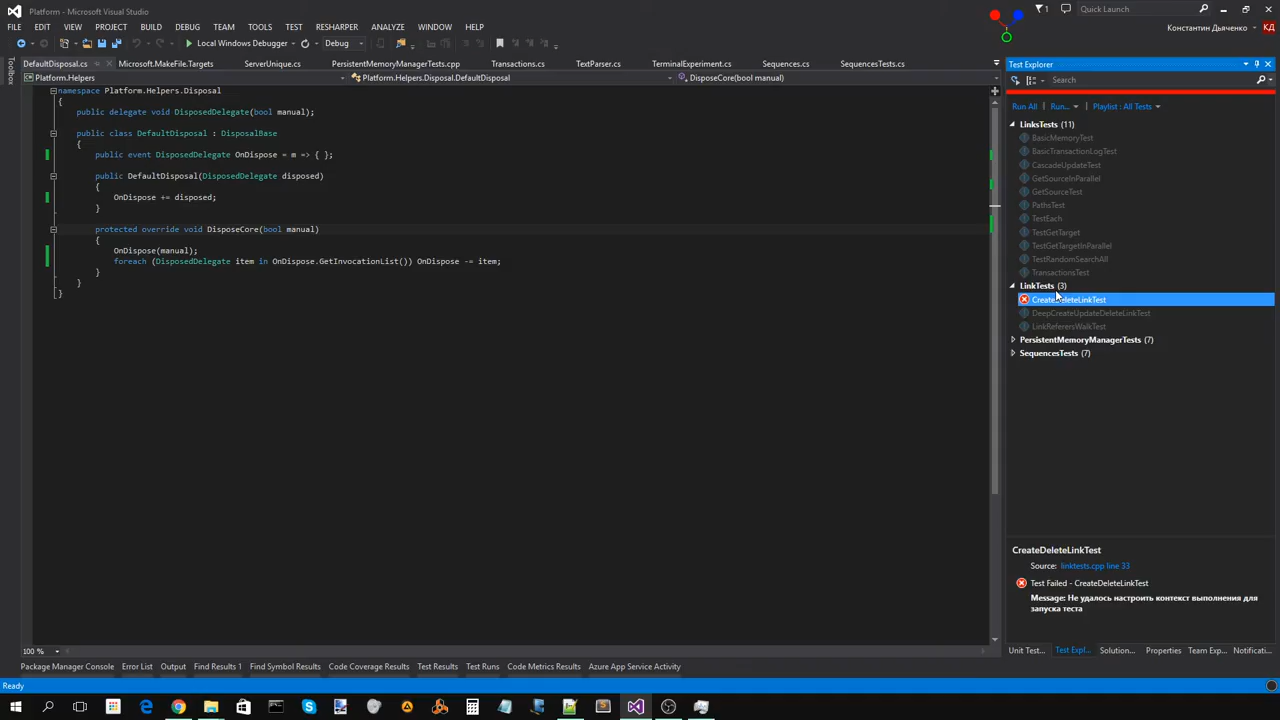 Platform - Microsoft Visual Studio
1
Quick Launch
FILE EDIT VIEW PROJECT BUILD DEBUG TEAM TOOLS TEST RESHARPER ANALYZE WINDOW HELP
Константин Дьяченко КД
Local Windows Debugger Debug
Toolbox
DefaultDisposal.cs Microsoft.MakeFile.Targets ServerUnique.cs PersistentMemoryManagerTests.cpp Transactions.cs TestParser.cs TerminalExperiment.cs Sequences.cs SequencesTests.cs
Platform.Helpers Platform.Helpers.Disposal.DefaultDisposal DisposeCore(bool manual)
namespace Platform.Helpers.Disposal
{
public delegate void DisposedDelegate(bool manual);
public class DefaultDisposal : DisposalBase
{
public event DisposedDelegate OnDispose = m => { };
public DefaultDisposal(DisposedDelegate disposed)
{
OnDispose += disposed;
}
protected override void DisposeCore(bool manual)
{
OnDispose(manual);
foreach (DisposedDelegate item in OnDispose.GetInvocationList()) OnDispose -= item;
}
}
}
100 %
Test Explorer
Search
Run All Run... Playlist : All Tests
LinksTests (11)
BasicMemoryTest
BasicTransactionLogTest
CascadeUpdateTest
GetSourceInParallel
GetSourceTest
PathsTest
TestEach
TestGetTarget
TestGetTargetInParallel
TestRandomSearchAll
TransactionsTest
LinkTests (3)
CreateDeleteLinkTest
DeepCreateUpdateDeleteLinkTest
LinkReferersWalkTest
PersistentMemoryManagerTests (7)
SequencesTests (7)
CreateDeleteLinkTest
Source: linktests.cpp line 33
Test Failed - CreateDeleteLinkTest
Message: Не удалось настроить контекст выполнения для
запуска теста
Unit Test... Test Expl... Solution... Properties Team Exp... Notificati...
Package Manager Console Error List Output Find Results 1 Find Symbol Results Code Coverage Results Test Results Test Runs Code Metrics Results Azure App Service Activity
Ready